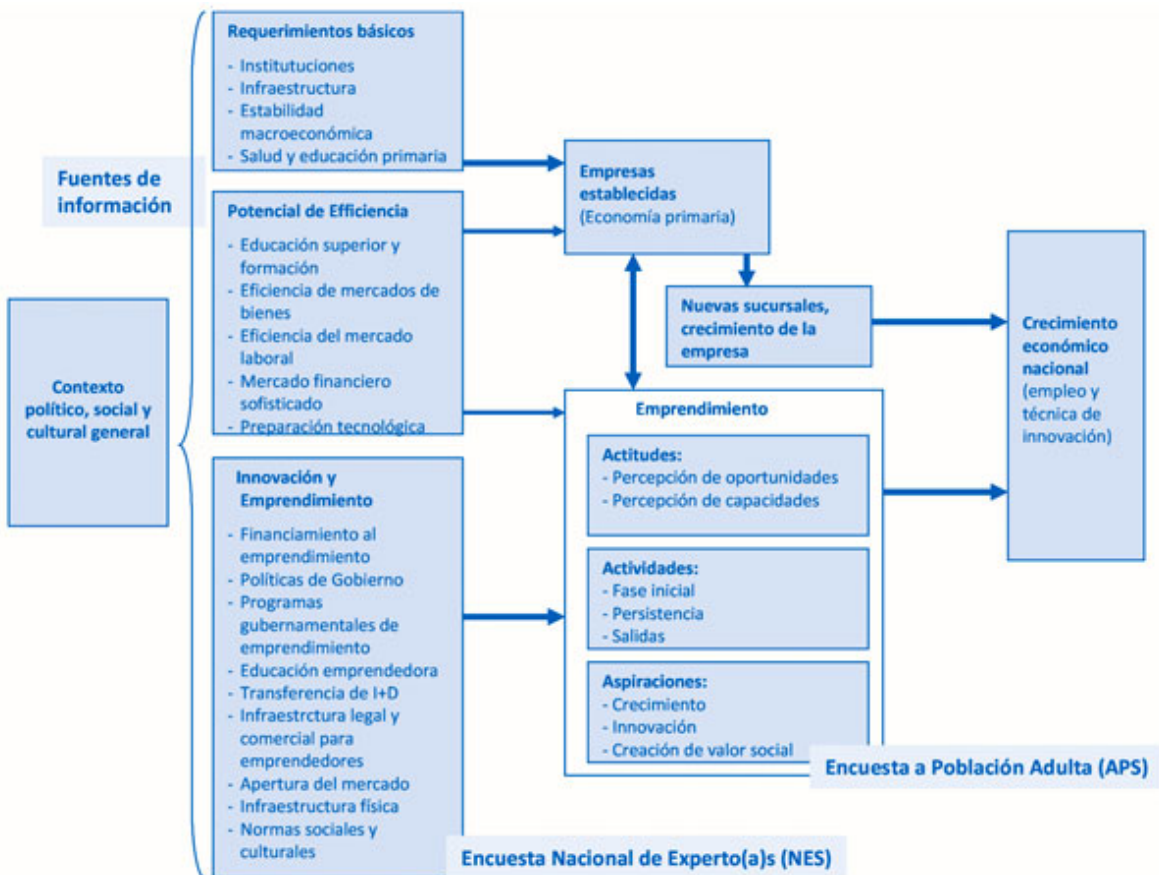 Fuentes de
información
Contexto
político, social y
cultural general
Requerimientos básicos
- Institutuciones
- Infraestructura
- Estabilidad
macroeconómica
- Salud y educación primaria
Potencial de Efficiencia
- Educación superior y
formación
- Eficiencia de mercados de
bienes
- Eficiencia del mercado
laboral
- Mercado financiero
sofisticado
- Preparación tecnológica
Innovación y
Emprendimiento
- Financiamiento al
emprendimiento
- Políticas de Gobierno
- Programas
gubernamentales de
emprendimiento
- Educación emprendedora
- Transferencia de I+D
- Infraestrctura legal y
comercial para
emprendedores
- Apertura del mercado
- Infraestructura física
- Normas sociales y
culturales
Encuesta Nacional de Experto(a)s (NES)
Empresas
establecidas
(Economía primaria)
Nuevas sucursales,
crecimiento de la
empresa
Emprendimiento
Actitudes:
- Percepción de oportunidades
- Percepción de capacidades
Actividades:
- Fase inicial
- Persistencia
- Salidas
Aspiraciones:
- Crecimiento
- Innovación
- Creación de valor social
Encuesta a Población Adulta (APS)
Crecimiento
económico
nacional
(empleo y
técnica de
innovación)